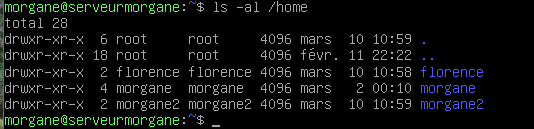 morgane@serveurmorgane:~$ ls -al /home
total 28
drwxr-xr-x  6 root     root     4096 mars  10 10:59 .
drwxr-xr-x 18 root     root     4096 févr. 11 22:22 ..
drwxr-xr-x  2 florence florence 4096 mars  10 10:58 florence
drwxr-xr-x  4 morgane  morgane  4096 mars   2 00:10 morgane
drwxr-xr-x  2 morgane2 morgane2 4096 mars  10 10:59 morgane2
morgane@serveurmorgane:~$ _